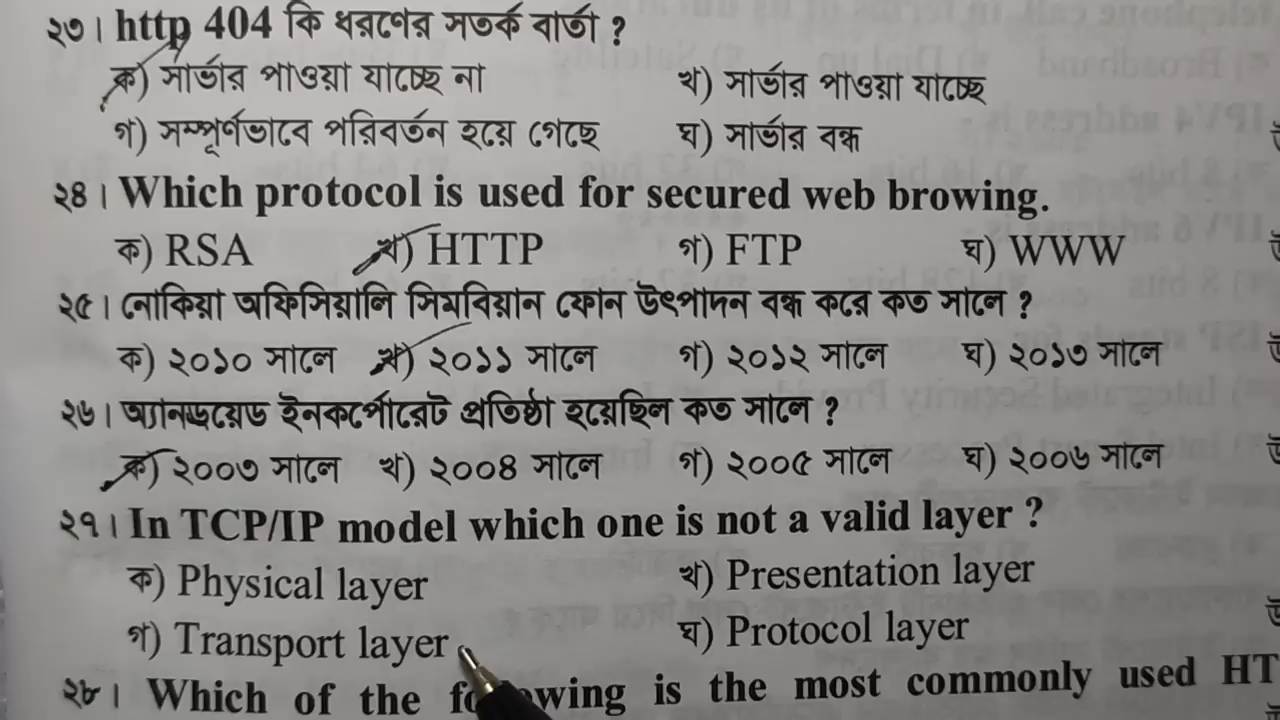 ২৩। http 404 কি ধরণের সতর্ক বার্তা ?
ক) সার্ভার পাওয়া যাচ্ছে না খ) সার্ভার পাওয়া যাচ্ছে
গ) সম্পূর্ণভাবে পরিবর্তন হয়ে গেছে ঘ) সার্ভার বন্ধ
২৪। Which protocol is used for secured web browing.
ক) RSA খ) HTTP গ) FTP ঘ) WWW
২৫। নোকিয়া অফিসিয়ালি সিমবিয়ান ফোন উৎপাদন বন্ধ করে কত সালে ?
ক) ২০১০ সালে খ) ২০১১ সালে গ) ২০১২ সালে ঘ) ২০১৩ সালে
২৬। অ্যানড্রয়েড ইনকর্পোরেট প্রতিষ্ঠা হয়েছিল কত সালে ?
ক) ২০০৩ সালে খ) ২০০৪ সালে গ) ২০০৫ সালে ঘ) ২০০৬ সালে
২৭। In TCP/IP model which one is not a valid layer ?
ক) Physical layer খ) Presentation layer
গ) Transport layer ঘ) Protocol layer
২৮। Which of the following is the most commonly used HT